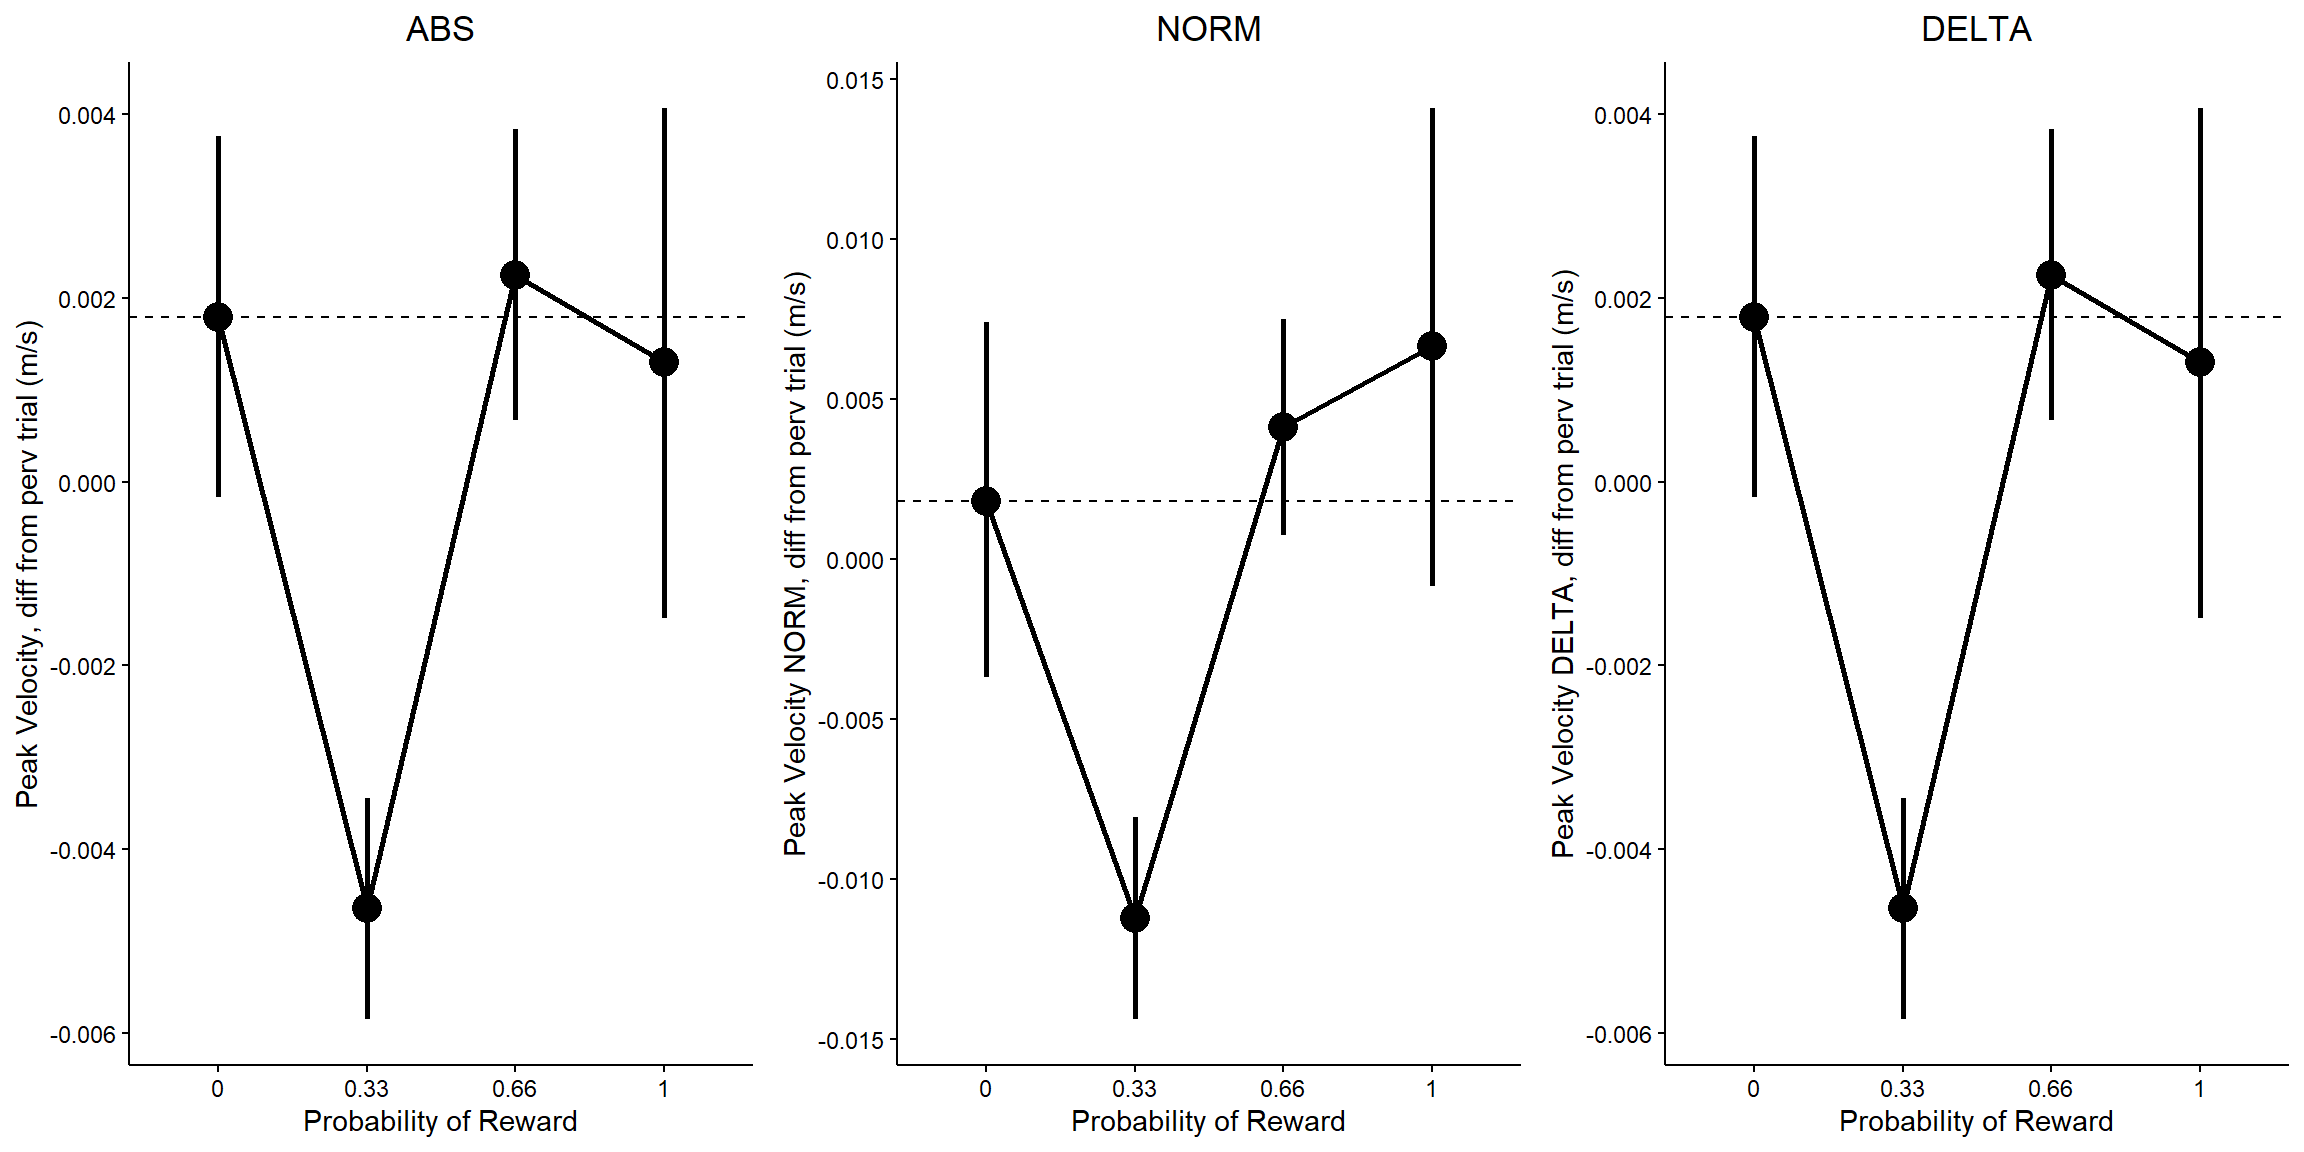 ABS
Peak Velocity, diff from perv trial (m/s)
0.004
0.002
0.000
-0.002
-0.004
-0.006
0 0.33 0.66 1
Probability of Reward
NORM
Peak Velocity NORM, diff from perv trial (m/s)
0.015
0.010
0.005
0.000
-0.005
-0.010
-0.015
0 0.33 0.66 1
Probability of Reward
DELTA
Peak Velocity DELTA, diff from perv trial (m/s)
0.004
0.002
0.000
-0.002
-0.004
-0.006
0 0.33 0.66 1
Probability of Reward